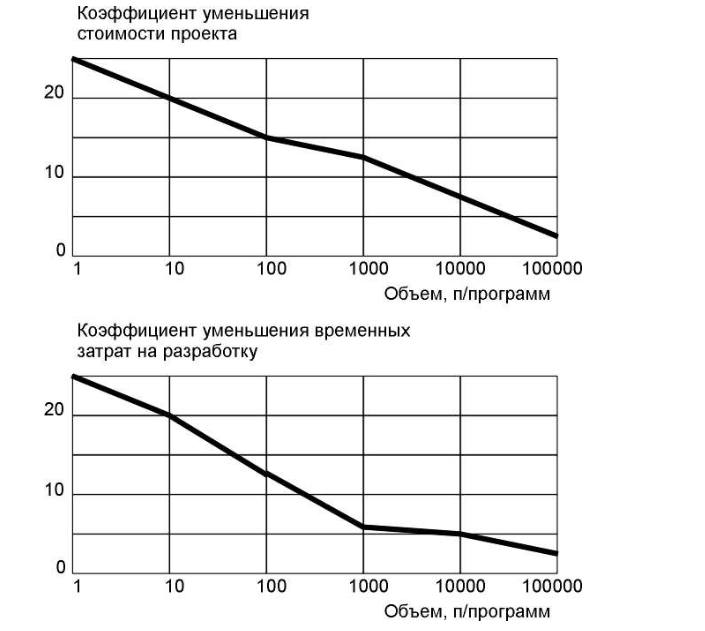 Коэффициент уменьшения
стоимости проекта
20
10
0
1 10 100 1000 10000 100000
Объем, п/программ
Коэффициент уменьшения временных
затрат на разработку
20
10
0
1 10 100 1000 10000 100000
Объем, п/программ